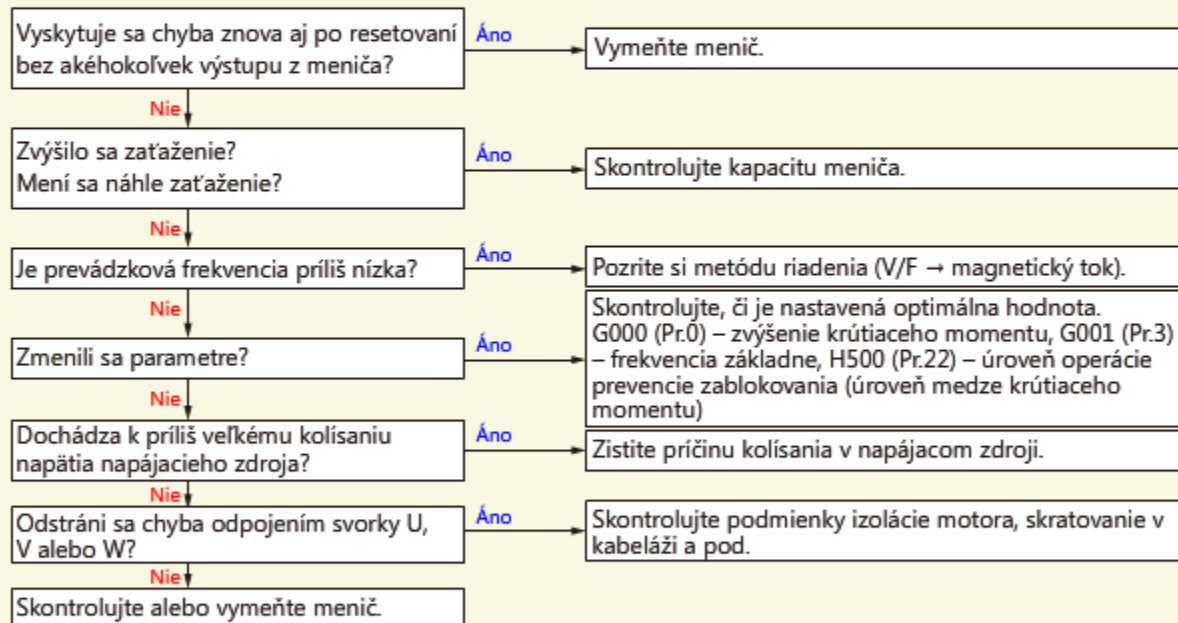 Vyskytuje sa chyba znova aj po resetovaní
bez akéhokoľvek výstupu z meniča?
Áno
Vymeňte menič.
Nie
Zvýšilo sa zaťaženie?
Mení sa náhle zaťaženie?
Áno
Skontrolujte kapacitu meniča.
Nie
Je prevádzková frekvencia príliš nízka?
Áno
Pozrite si metódu riadenia (V/F → magnetický tok).
Nie
Zmenili sa parametre?
Áno
Skontrolujte, či je nastavená optimálna hodnota.
G000 (Pr.0) – zvýšenie krútiaceho momentu, G001 (Pr.3)
– frekvencia základne, H500 (Pr.22) – úroveň operácie
prevencie zablokovania (úroveň medze krútiaceho
momentu)
Nie
Dochádza k príliš veľkému kolísaniu
napätia napájacieho zdroja?
Áno
Zistite príčinu kolísania v napájacom zdroji.
Nie
Odstráni sa chyba odpojením svorky U,
V alebo W?
Áno
Skontrolujte podmienky izolácie motora, skratovanie v
kabeláži a pod.
Nie
Skontrolujte alebo vymeňte menič.